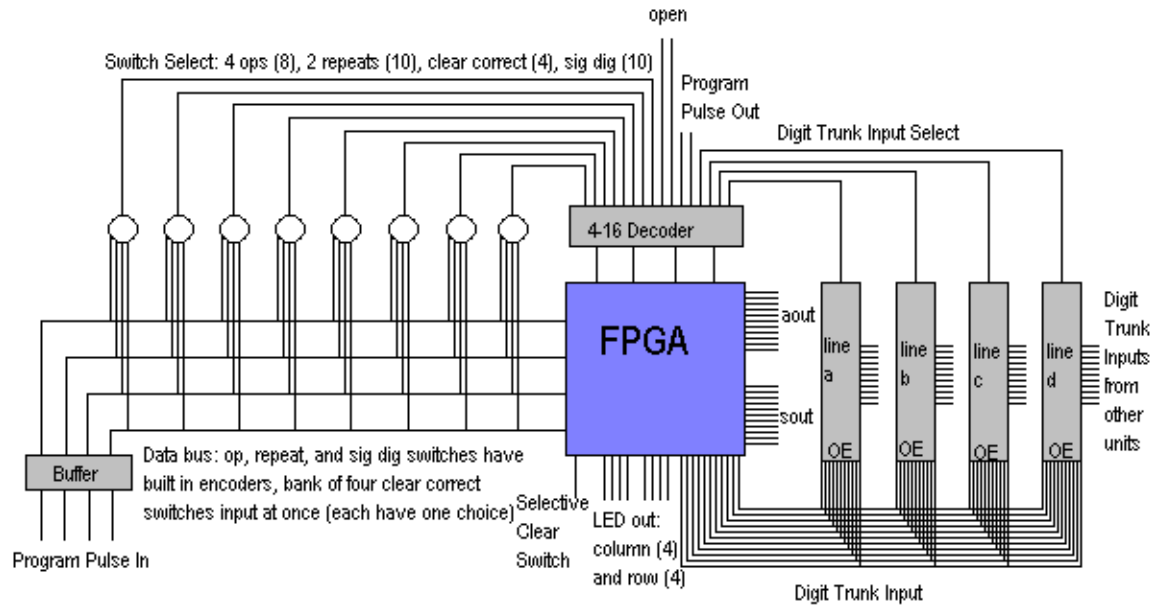 open
Switch Select: 4 ops (8), 2 repeats (10), clear correct (4), sig dig (10)
Program
Pulse Out
Digit Trunk Input Select
4-16 Decoder
FPGA
aout
sout
line
a
OE
line
b
OE
line
c
OE
line
d
OE
Digit
Trunk
Inputs
from
other
units
Buffer
Program Pulse In
Data bus: op, repeat, and sig dig switches have
built in encoders, bank of four clear correct
switches input at once (each have one choice)
Selective
Clear
Switch
LED out:
column (4)
and row (4)
Digit Trunk Input